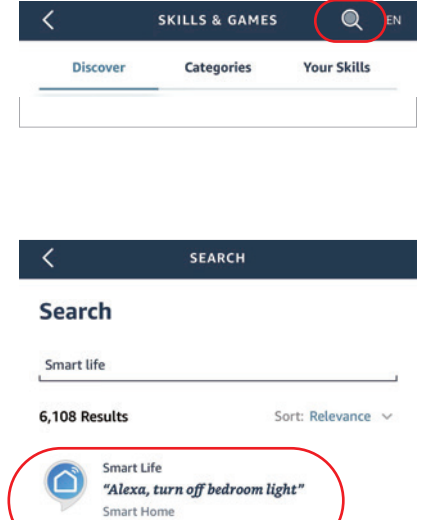 SKILLS & GAMES EN
Discover Categories Your Skills
SEARCH
Search
Smart life
6,108 Results Sort: Relevance
Smart Life
"Alexa, turn off bedroom light"
Smart Home